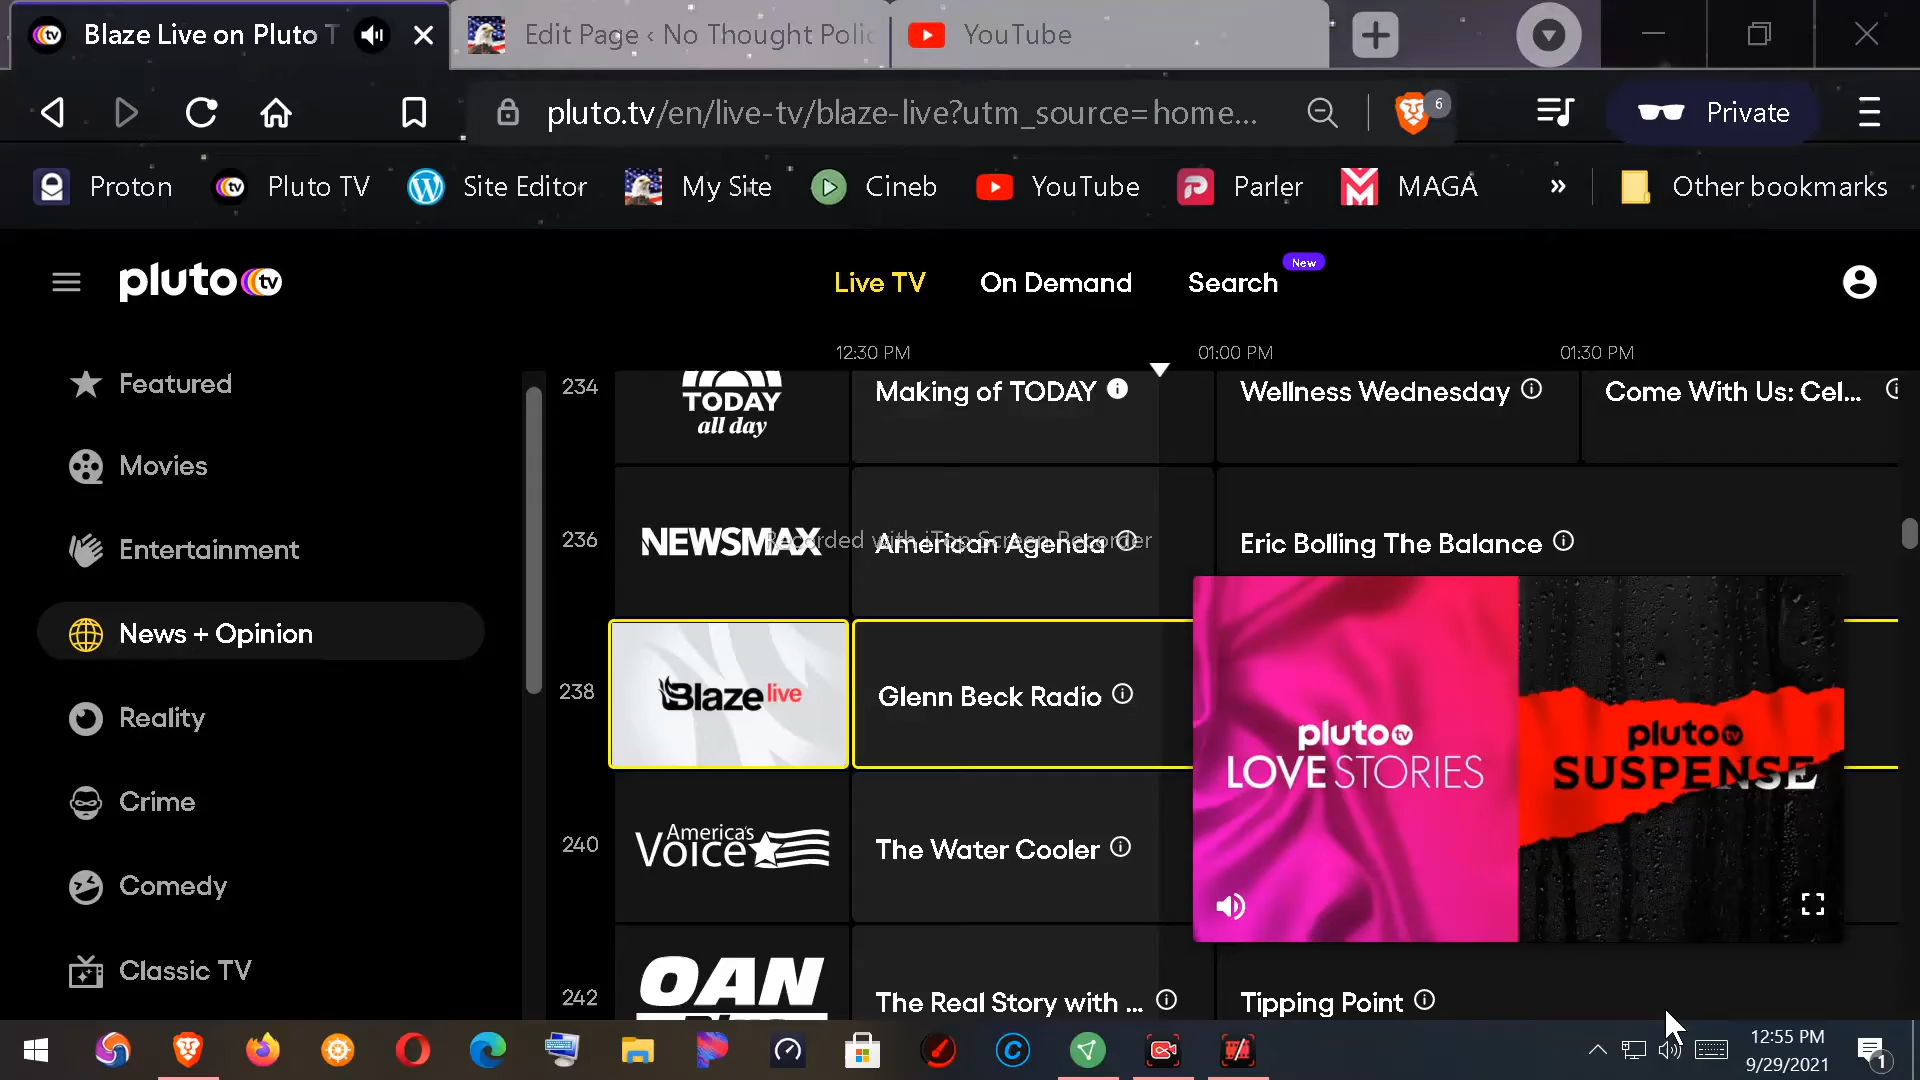 Blaze Live on Pluto T
Edit Page ‹ No Thought Polic
YouTube
pluto.tv/en/live-tv/blaze-live?utm_source=home...
6
Private
Proton
Pluto TV
Site Editor
My Site
Cineb
YouTube
Parler
MAGA
»
Other bookmarks
pluto tv
Live TV
On Demand
Search
New
12:30 PM
01:00 PM
01:30 PM
Featured
Movies
Entertainment
News + Opinion
Reality
Crime
Comedy
Classic TV
234
TODAY
all day
Making of TODAY
Wellness Wednesday
Come With Us: Cel...
236
NEWSMAX
American Agenda
Eric Bolling The Balance
Recorded with iTop Screen Recorder
238
Blaze live
Glenn Beck Radio
pluto tv
LOVE STORIES
pluto tv
SUSPENSE
240
America's
Voice
The Water Cooler
242
OAN
The Real Story with ...
Tipping Point
12:55 PM
9/29/2021
1